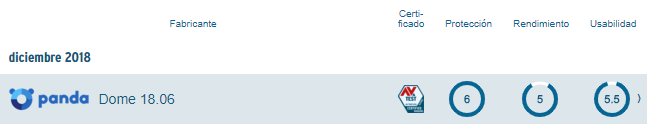 Fabricante
Certi-
ficado
Protección
Rendimiento
Usabilidad
diciembre 2018
panda Dome 18.06
AV
TEST
6
5
5.5